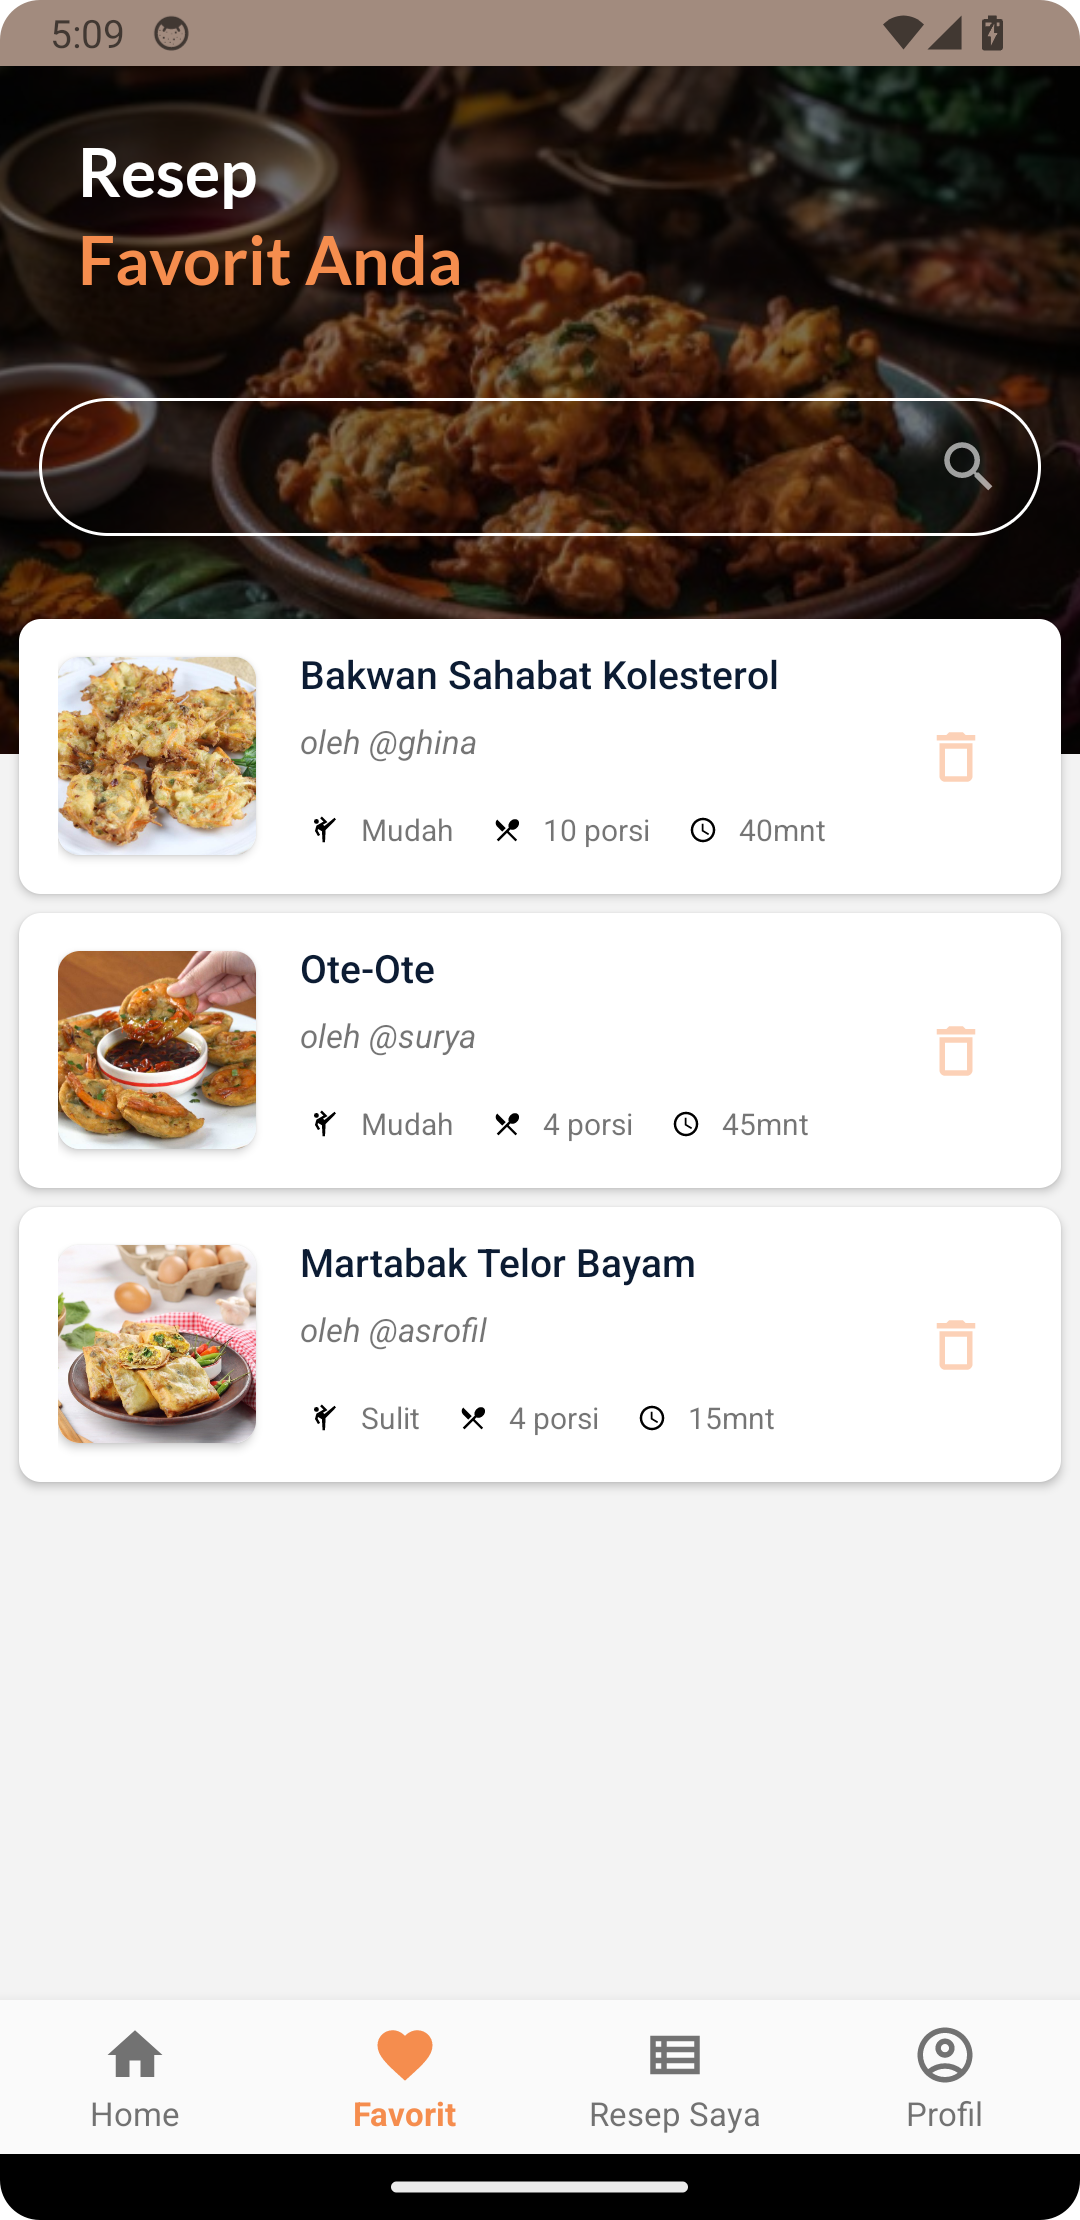 5:09
Resep
Favorit Anda
Bakwan Sahabat Kolesterol
oleh @ghina
Mudah 10 porsi 40mnt
Ote-Ote
oleh @surya
Mudah 4 porsi 45mnt
Martabak Telor Bayam
oleh @asrofil
Sulit 4 porsi 15mnt
Home Favorit Resep Saya Profil